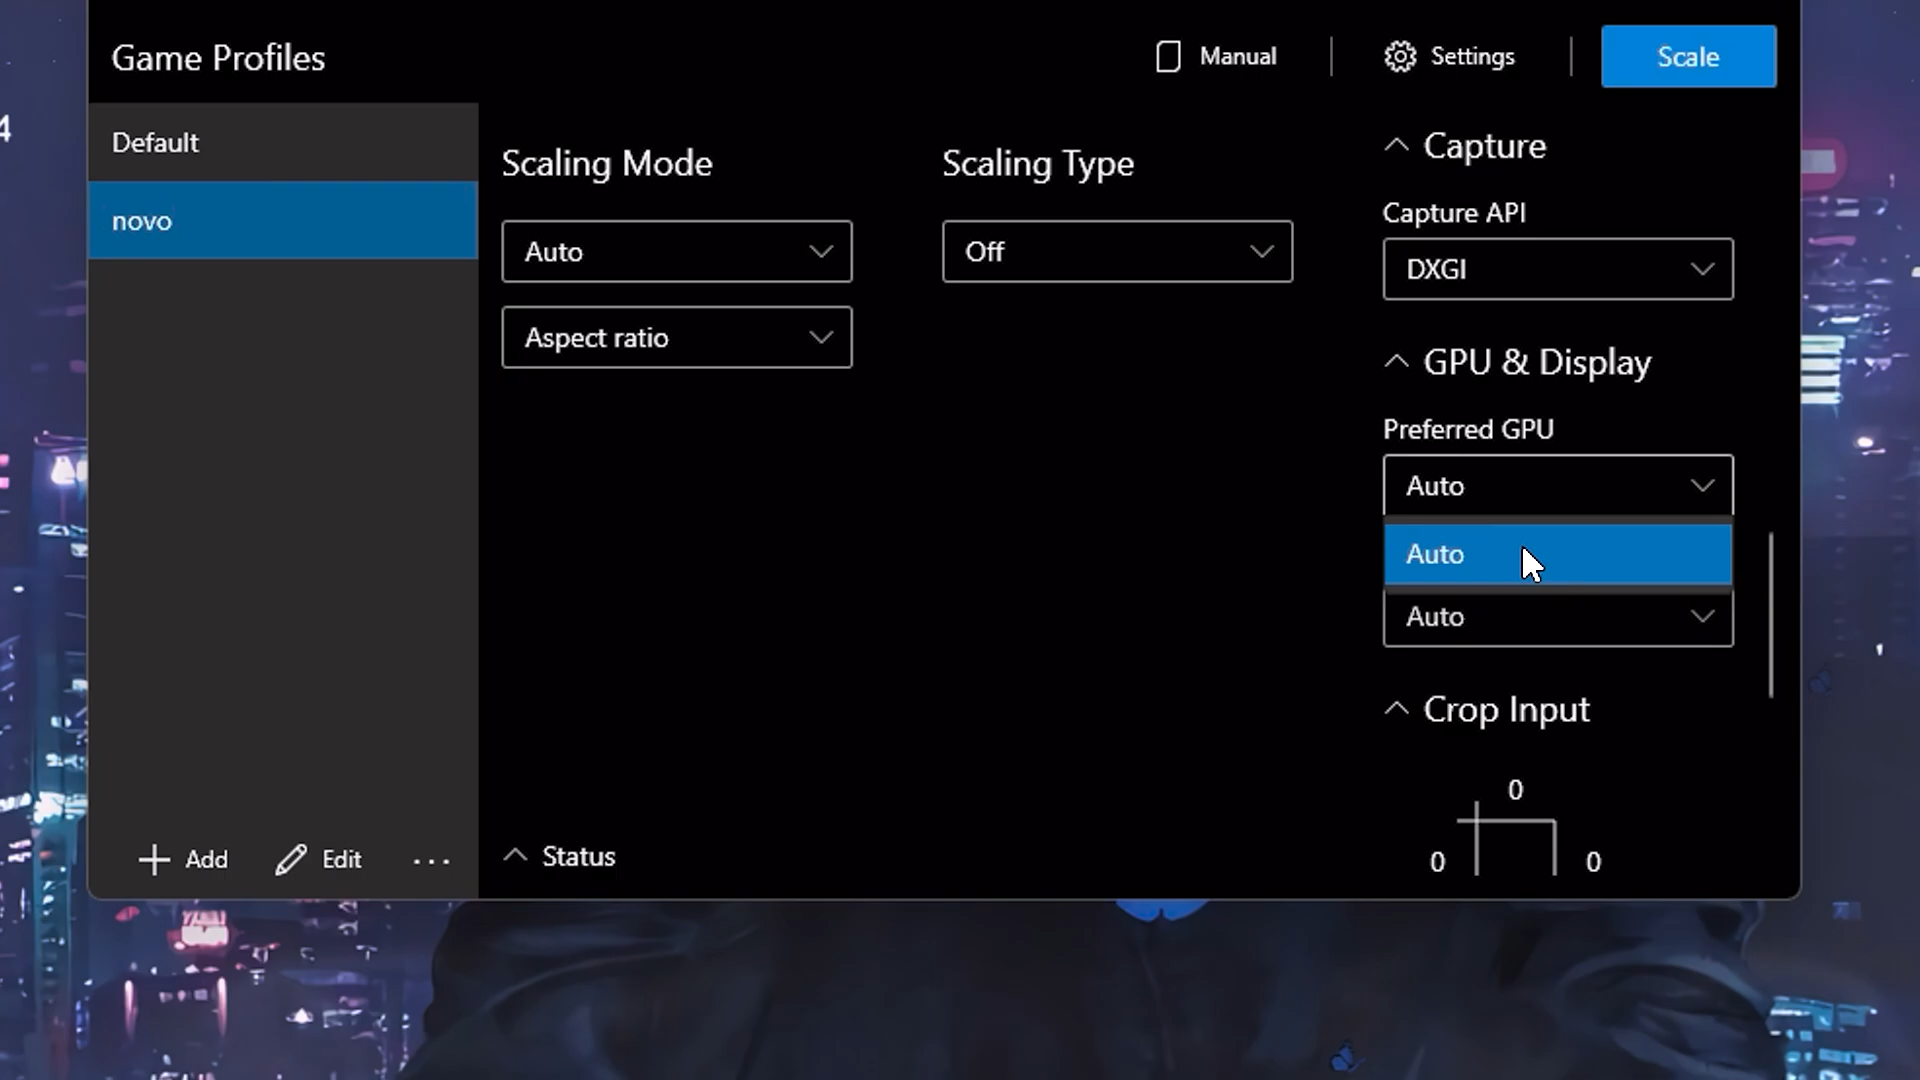 Game Profiles
Manual
Settings
Scale
4
Default
novo
Scaling Mode
Auto
Aspect ratio
Scaling Type
Off
Capture
Capture API
DXGI
GPU & Display
Preferred GPU
Auto
Auto
Auto
Crop Input
0
0
0
Add
Edit
...
Status